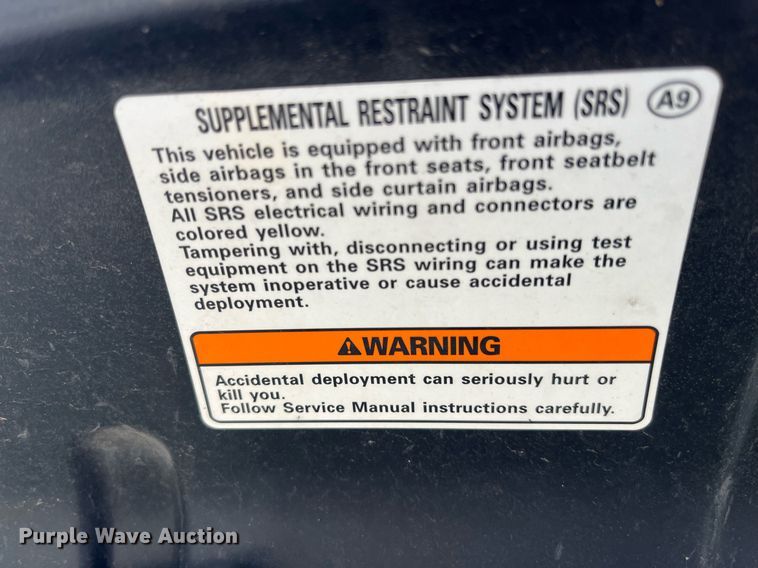 SUPPLEMENTAL RESTRAINT SYSTEM (SRS) A9
This vehicle is equipped with front airbags,
side airbags in the front seats, front seatbelt
tensioners, and side curtain airbags.
All SRS electrical wiring and connectors are
colored yellow.
Tampering with, disconnecting or using test
equipment on the SRS wiring can make the
system inoperative or cause accidental
deployment.
⚠WARNING
Accidental deployment can seriously hurt or
kill you.
Follow Service Manual instructions carefully.
Purple Wave Auction